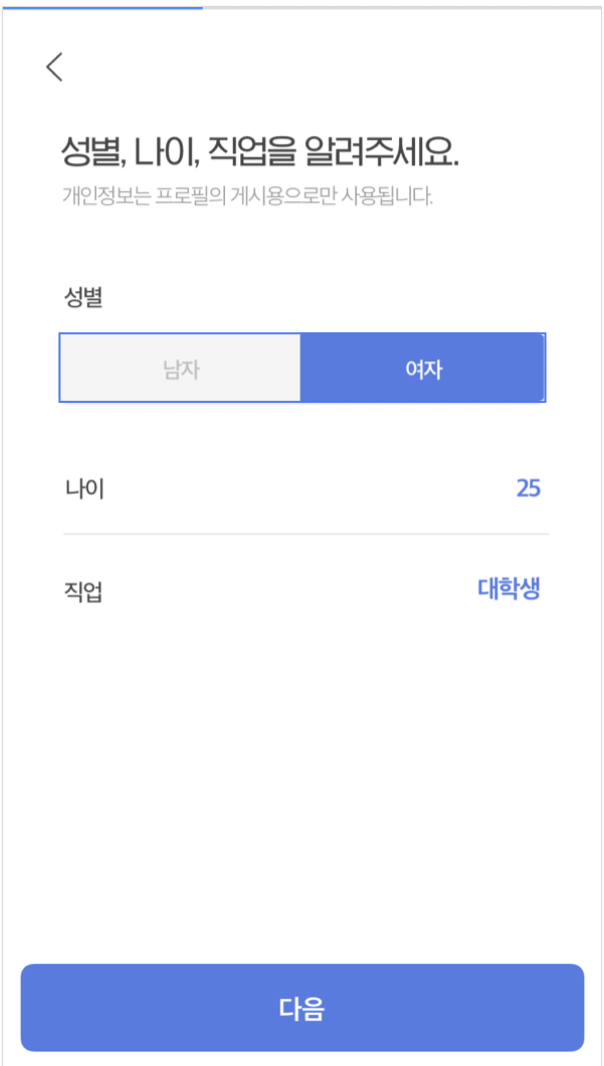 성별, 나이, 직업을 알려주세요.
개인정보는 프로필의 게시용으로만 사용됩니다.
성별
남자 여자
나이 25
직업 대학생
다음